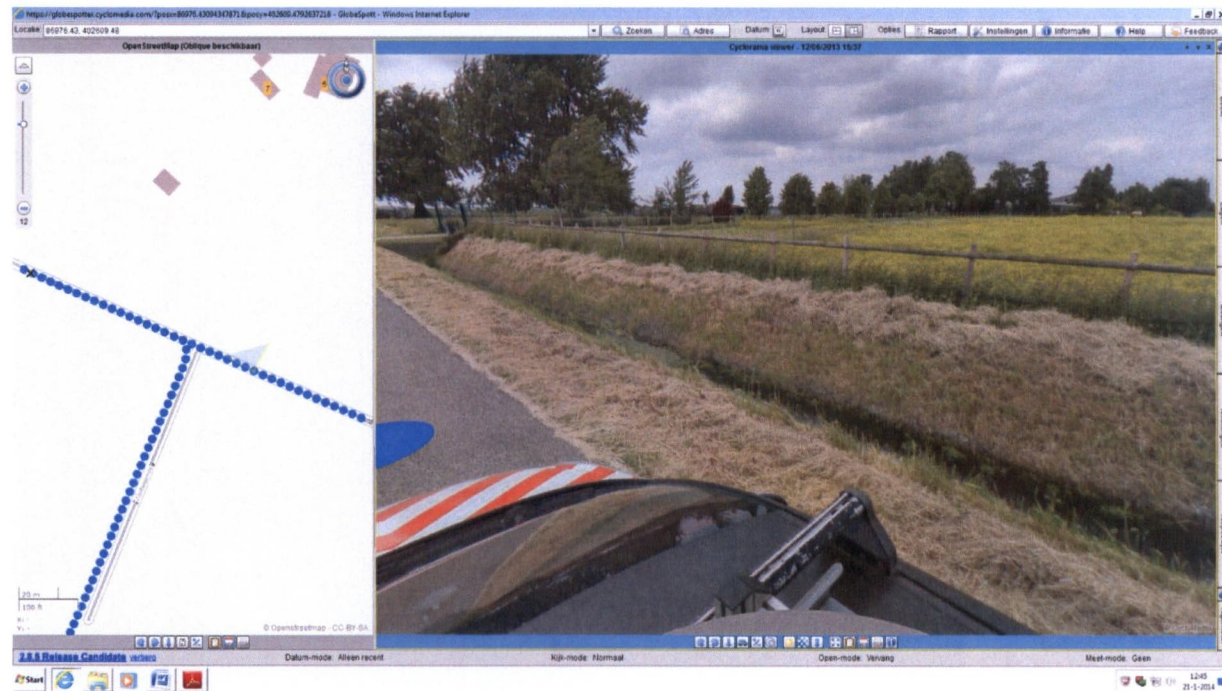 https://globespotter.cyclomedia.com/?posx=86976.43094347871&posy=402609.4792637218 - GlobeSpott - Windows Internet Explorer
Locatie: 86976.43, 402609.48 Zoeken Adres Datum Layout Opties Rapport Instellingen Informatie Help Feedback
OpenStreetMap (Oblique beschikbaar)
Cyclorama viewer - 12/06/2013 15:37
7
12
20 m
100 ft
X: -
Y: -
© Openstreetmap - CC-BY-SA
2.8.5 Release Candidate Datum-mode: Alleen recent Kijk-mode: Normaal Open-mode: Vervang Meet-mode: Geen
Start
12:45
21-1-2014